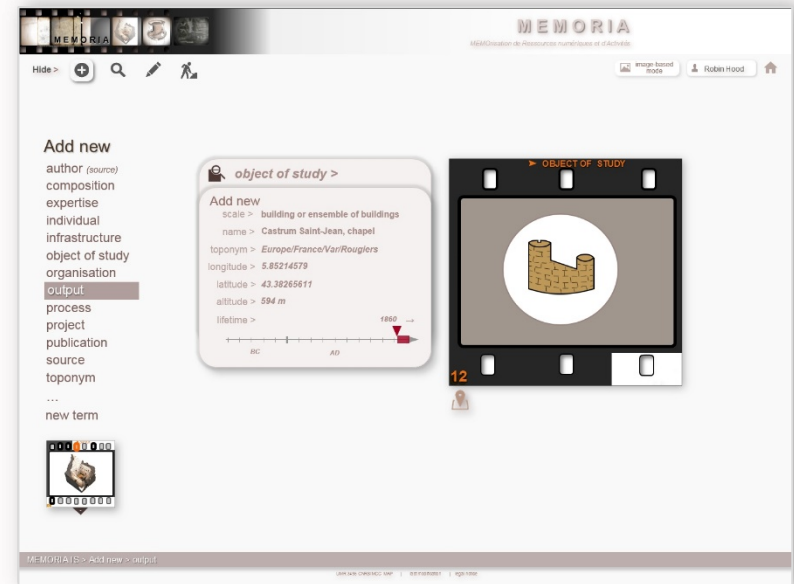 MEMORIA
MEMORIA
MEMOrisation de Ressources numériques et d'Activité
Hide >
image-based
mode
Robin Hood
Add new
author (source)
composition
expertise
individual
infrastructure
object of study
organisation
output
process
project
publication
source
toponym
...
new term
object of study >
Add new
scale > building or ensemble of buildings
name > Castrum Saint-Jean, chapel
toponym > Europe/France/Var/Rougiers
longitude > 5.85214579
latitude > 43.38265611
altitude > 594 m
lifetime >
1860 →
BC
AD
► OBJECT OF STUDY
12
MEMORIA IS > Add new > output